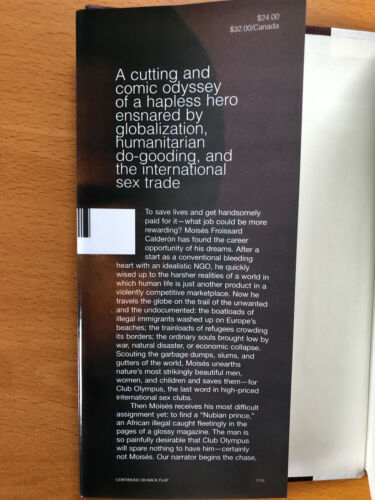 $24.00
$32.00/Canada
A cutting and
comic odyssey
of a hapless hero
ensnared by
globalization,
humanitarian
do-gooding, and
the international
sex trade
To save lives and get handsomely
paid for it—what job could be more
rewarding? Moisés Froissard
Calderón has found the career
opportunity of his dreams. After a
start as a conventional bleeding
heart with an idealistic NGO, he quickly
wised up to the harsher realities of a world in
which human life is just another product in a
violently competitive marketplace. Now he
travels the globe on the trail of the unwanted
and the undocumented: the boatloads of
illegal immigrants washed up on Europe's
beaches; the trainloads of refugees crowding
its borders; the ordinary souls brought low by
war, natural disaster, or economic collapse.
Scouting the garbage dumps, slums, and
gutters of the world, Moisés unearths
nature's most strikingly beautiful men,
women, and children and saves them—for
Club Olympus, the last word in high-priced
international sex clubs.
Then Moisés receives his most difficult
assignment yet: to find a "Nubian prince,"
an African illegal caught fleetingly in the
pages of a glossy magazine. The man is
so painfully desirable that Club Olympus
will spare nothing to have him—certainly
not Moisés. Our narrator begins the chase,
CONTINUED ON BACK FLAP